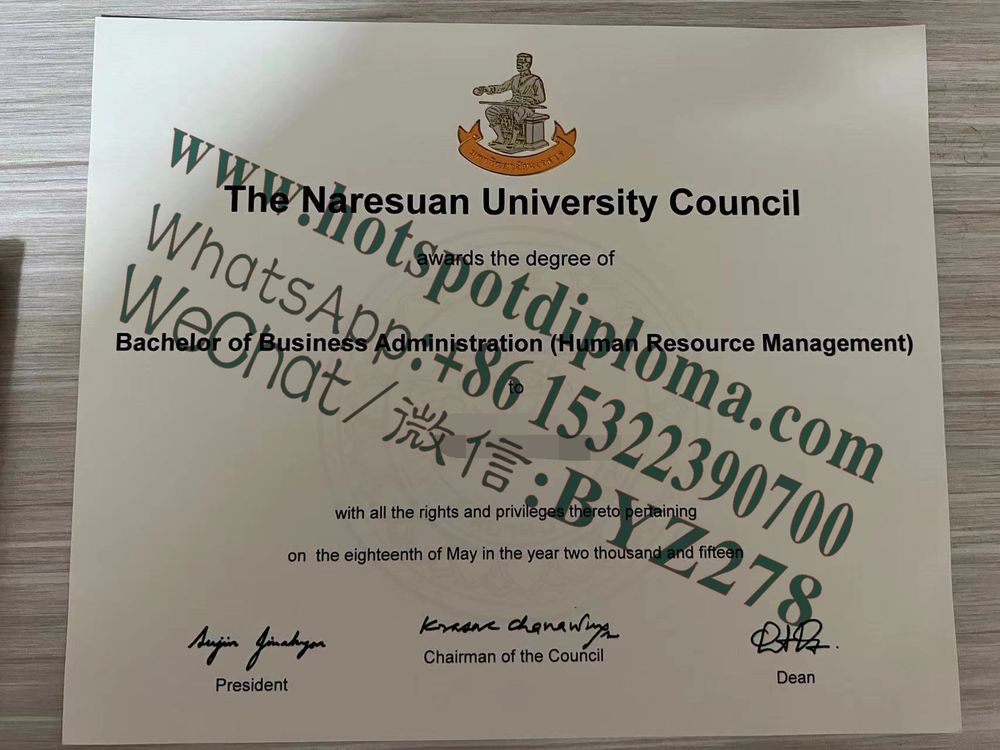 The Naresuan University Council
awards the degree of
Bachelor of Business Administration (Human Resource Management)
to
with all the rights and privileges thereto pertaining
on the eighteenth of May in the year two thousand and fifteen
President
Chairman of the Council
Dean
www.hotspotdiploma.com
WhatsApp:+86 15322390700
WeChat/微信:BYZ278